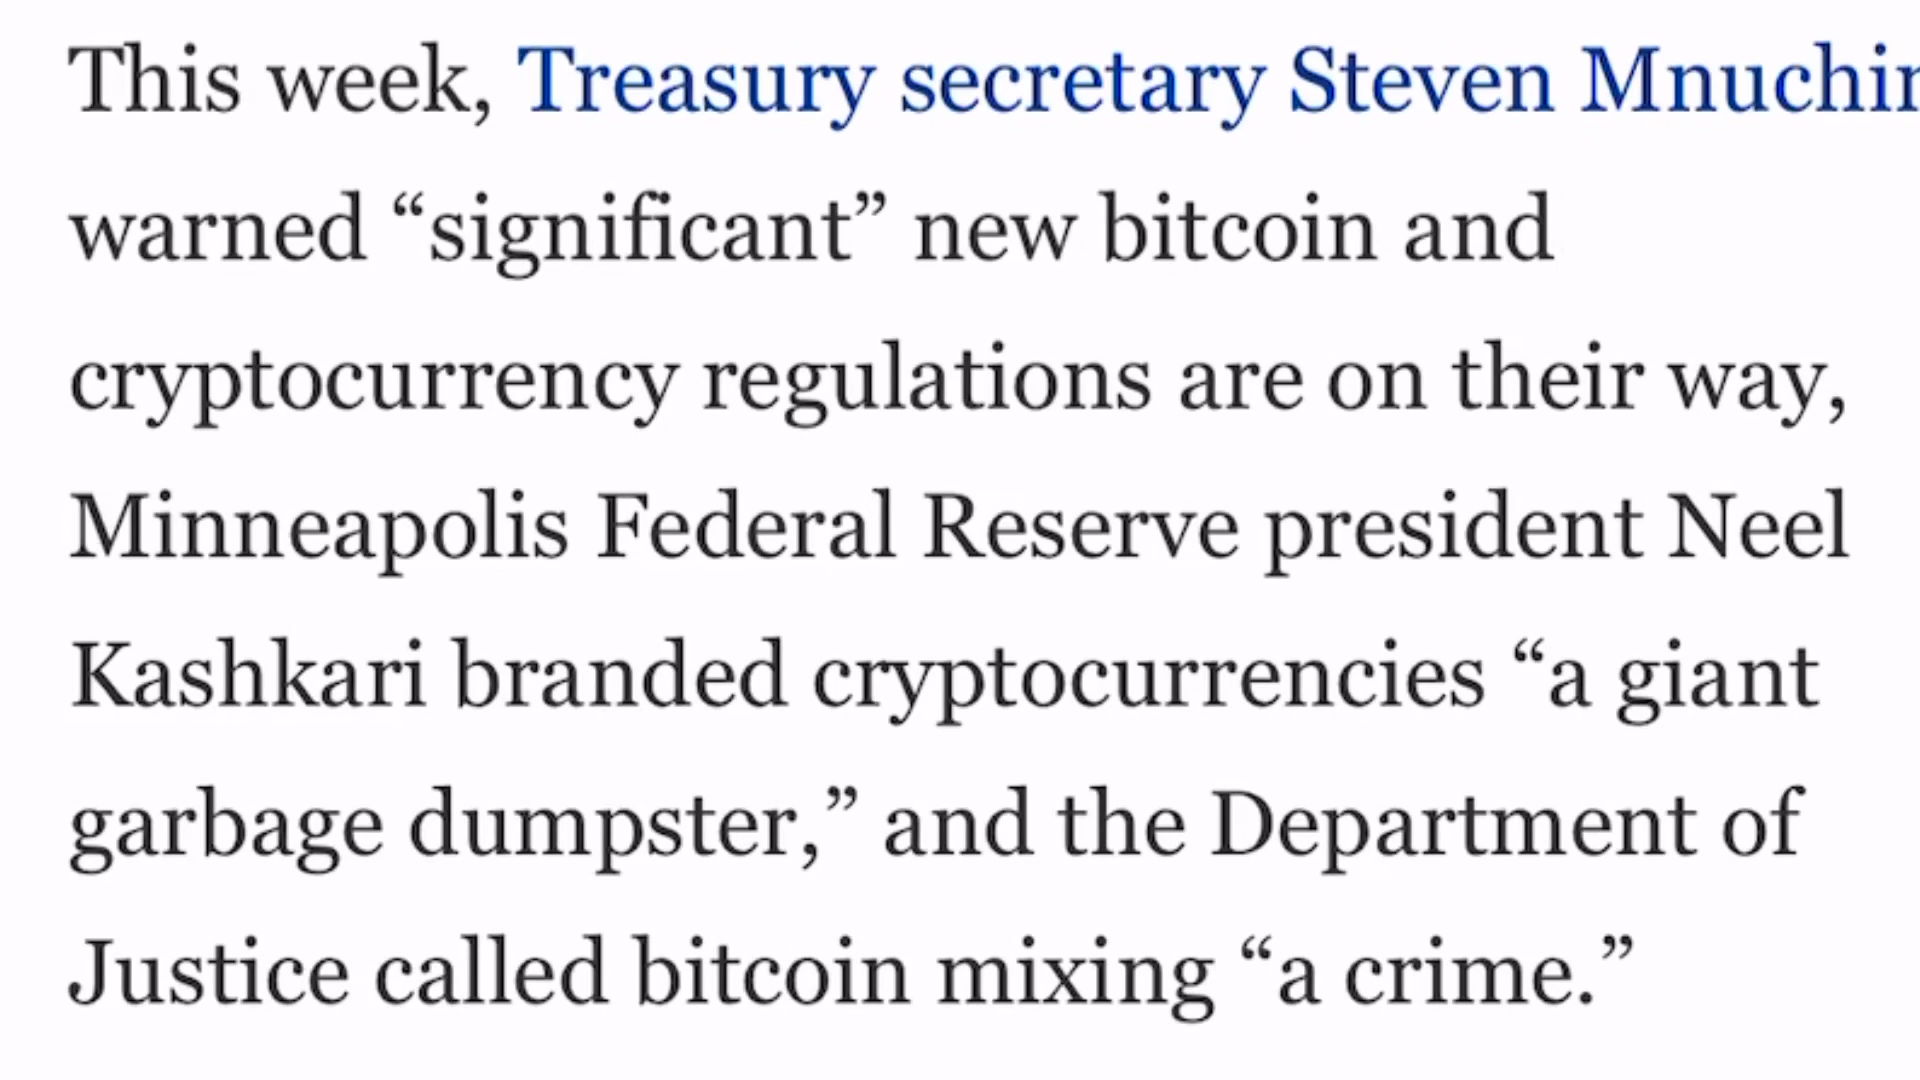 This week, Treasury secretary Steven Mnuchin
warned “significant” new bitcoin and
cryptocurrency regulations are on their way,
Minneapolis Federal Reserve president Neel
Kashkari branded cryptocurrencies “a giant
garbage dumpster,” and the Department of
Justice called bitcoin mixing “a crime.”